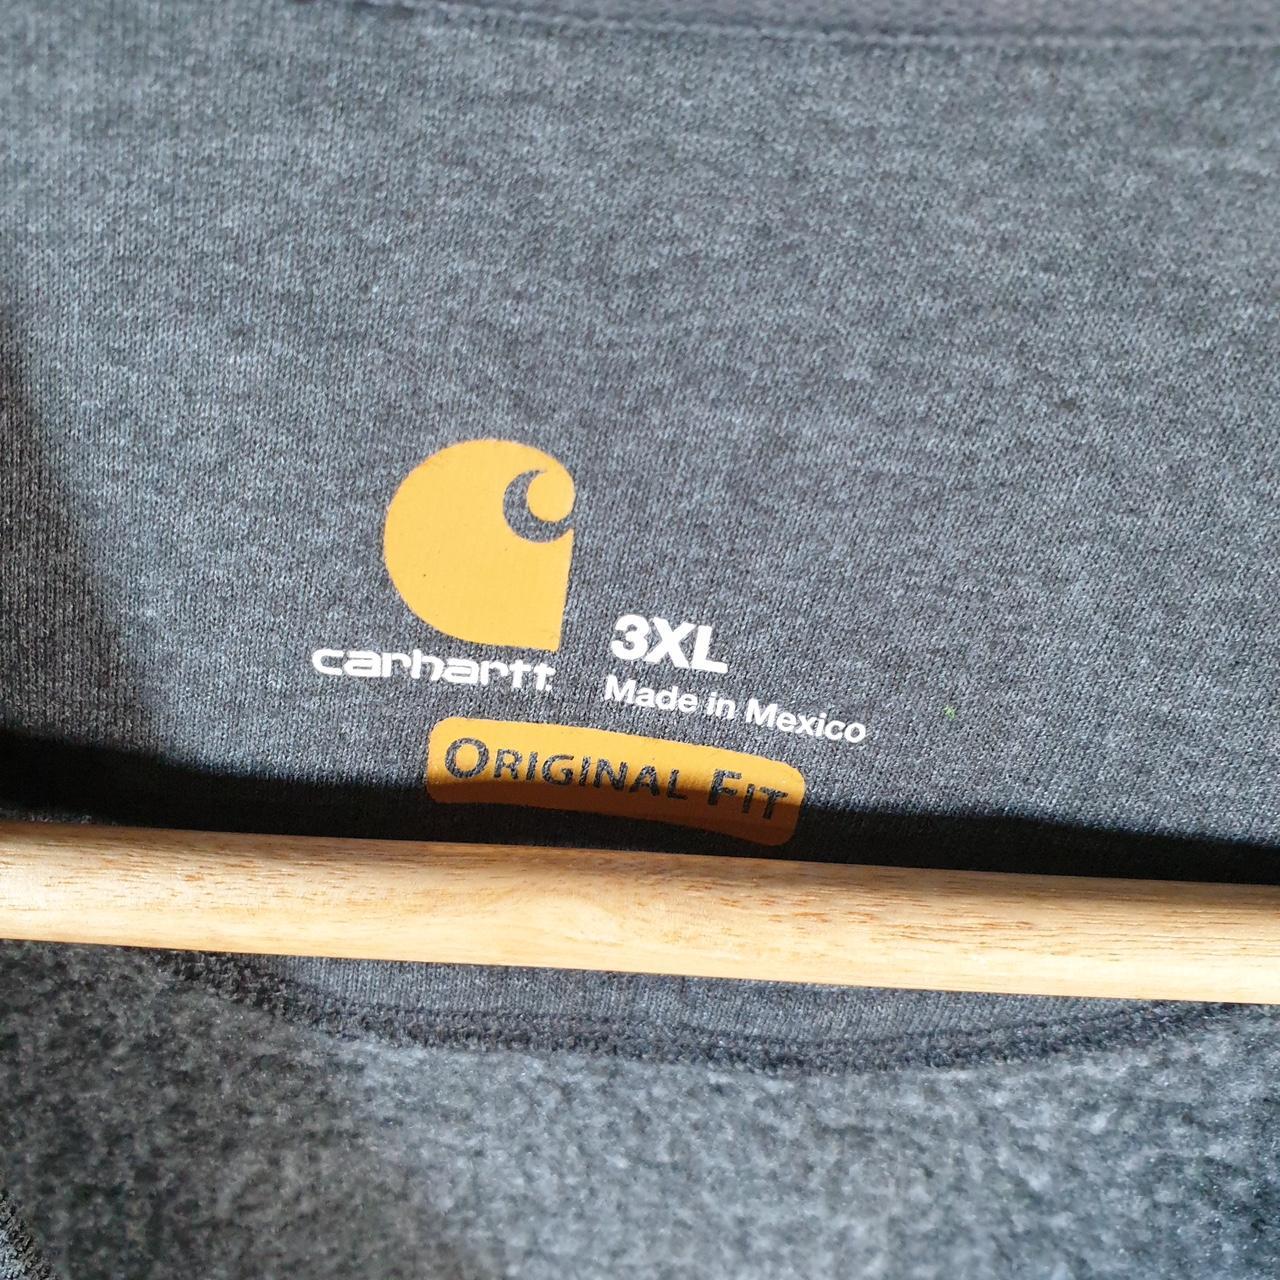 carhartt.
3XL
Made in Mexico
ORIGINAL FIT